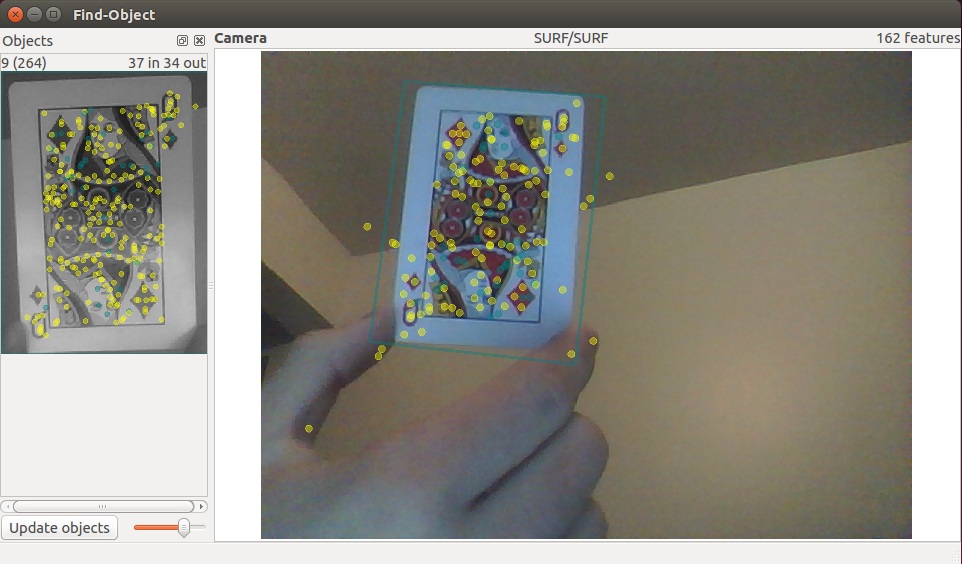 Find-Object
Objects
Camera
SURF/SURF
162 features
9 (264)
37 in 34 out
Q
Q
Update objects